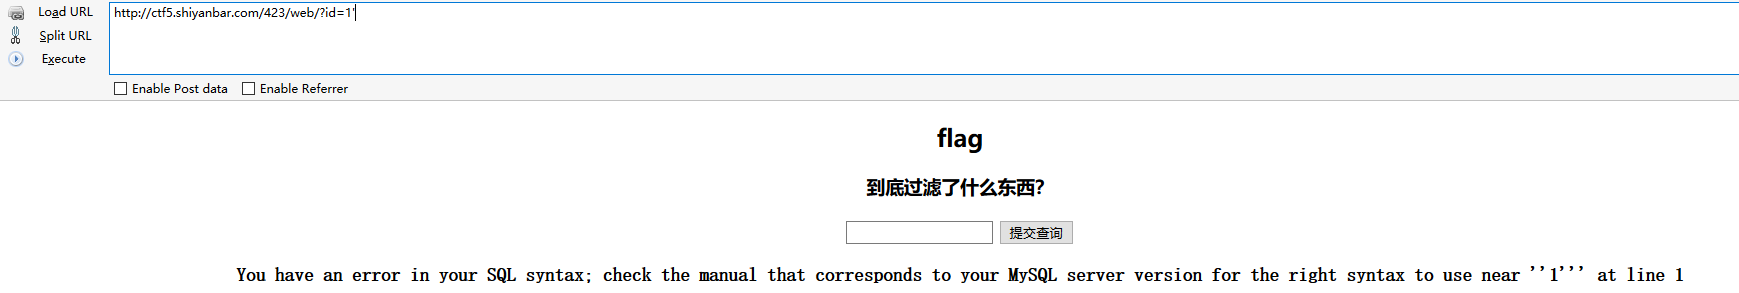 Load URL
http://ctf5.shiyanbar.com/423/web/?id=1'
Split URL
Execute
Enable Post data
Enable Referrer
flag
到底过滤了什么东西?
提交查询
You have an error in your SQL syntax; check the manual that corresponds to your MySQL server version for the right syntax to use near ''1''' at line 1